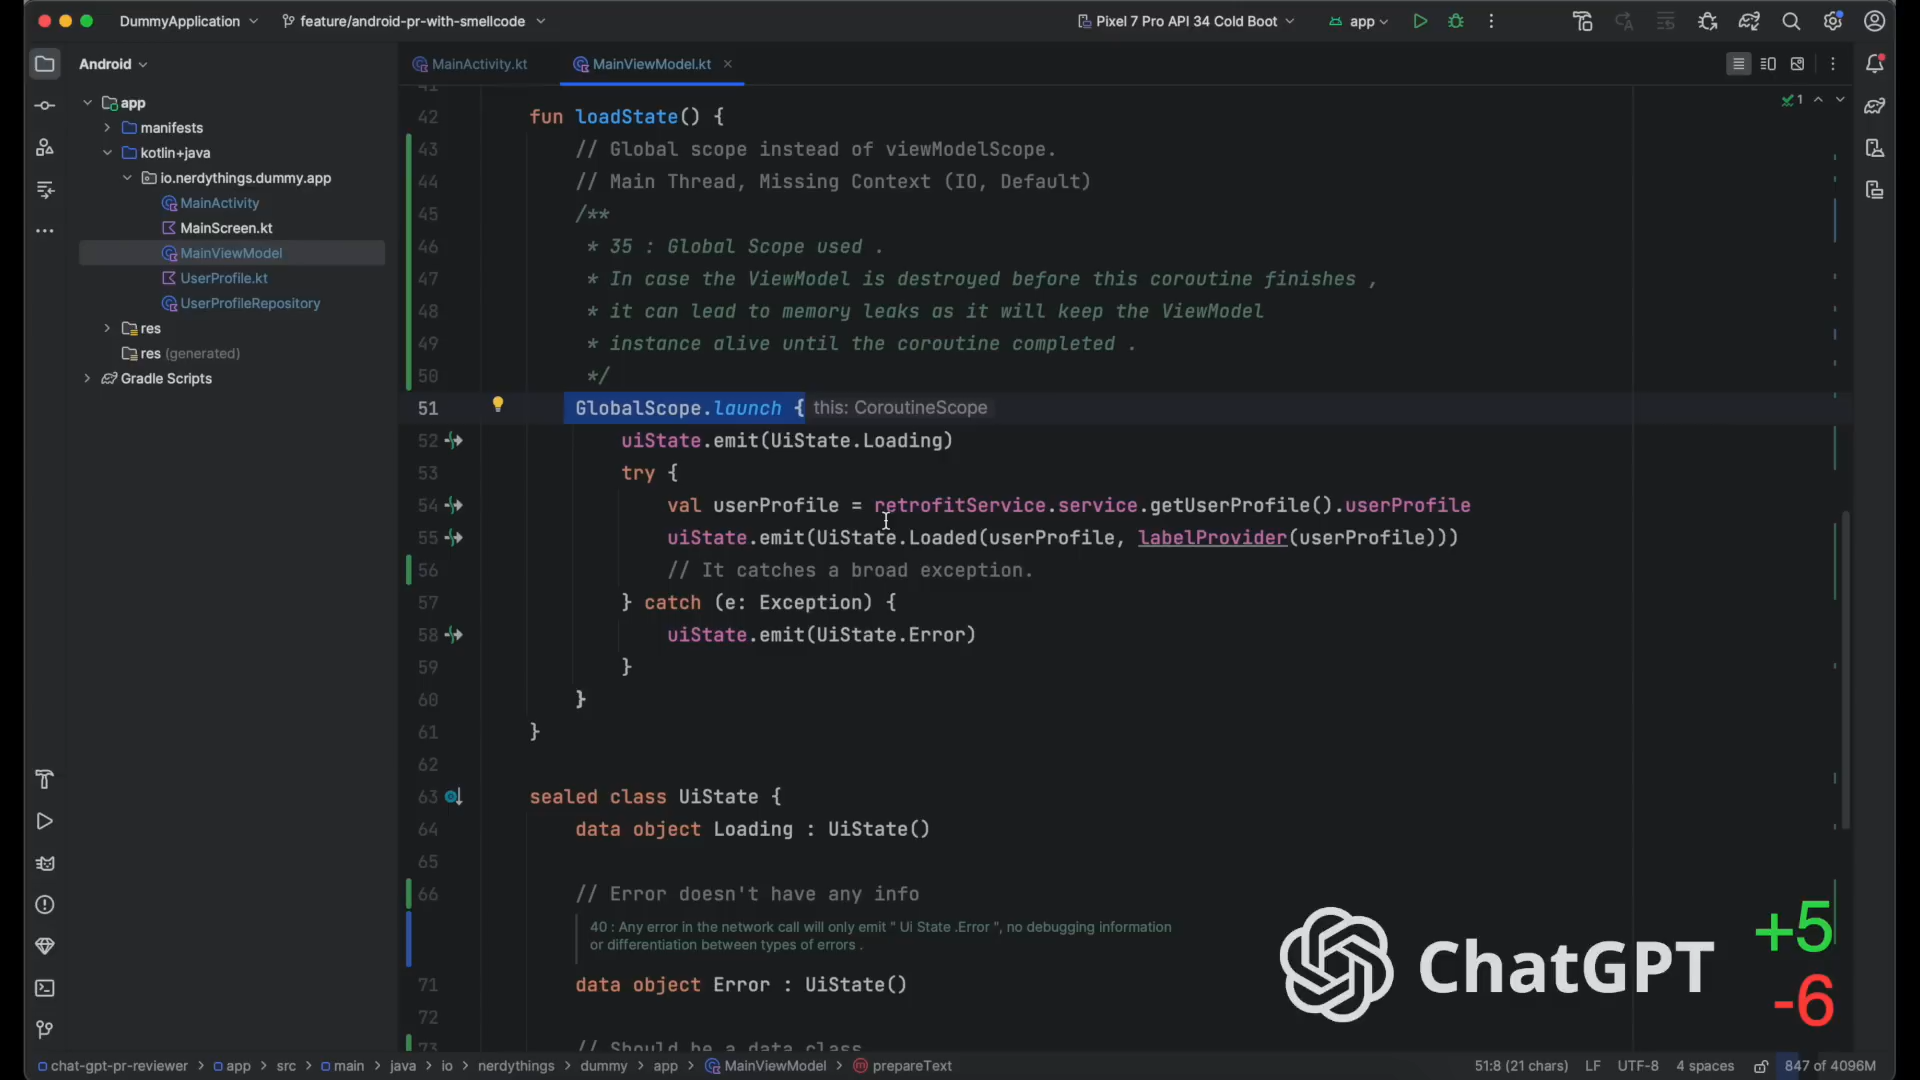 DummyApplication
feature/android-pr-with-smellcode
Pixel 7 Pro API 34 Cold Boot
app
Android
MainActivity.kt
MainViewModel.kt
app
manifests
kotlin+java
io.nerdythings.dummy.app
MainActivity
MainScreen.kt
MainViewModel
UserProfile.kt
UserProfileRepository
res
res (generated)
Gradle Scripts
1
41
42 fun loadState() {
43 // Global scope instead of viewModelScope.
44 // Main Thread, Missing Context (IO, Default)
45 /**
46 * 35 : Global Scope used .
47 * In case the ViewModel is destroyed before this coroutine finishes ,
48 * it can lead to memory leaks as it will keep the ViewModel
49 * instance alive until the coroutine completed .
50 */
51 GlobalScope.launch { this: CoroutineScope
52 uiState.emit(UiState.Loading)
53 try {
54 val userProfile = retrofitService.service.getUserProfile().userProfile
55 uiState.emit(UiState.Loaded(userProfile, labelProvider(userProfile)))
56 // It catches a broad exception.
57 } catch (e: Exception) {
58 uiState.emit(UiState.Error)
59 }
60 }
61 }
62
63 sealed class UiState {
64 data object Loading : UiState()
65
66 // Error doesn't have any info
40 : Any error in the network call will only emit " Ui State .Error ", no debugging information
or differentiation between types of errors .
71 data object Error : UiState()
72
73 // Should be a data class
ChatGPT
+5
-6
chat-gpt-pr-reviewer > app > src > main > java > io > nerdythings > dummy > app > MainViewModel > prepareText
51:8 (21 chars) LF UTF-8 4 spaces 847 of 4096M